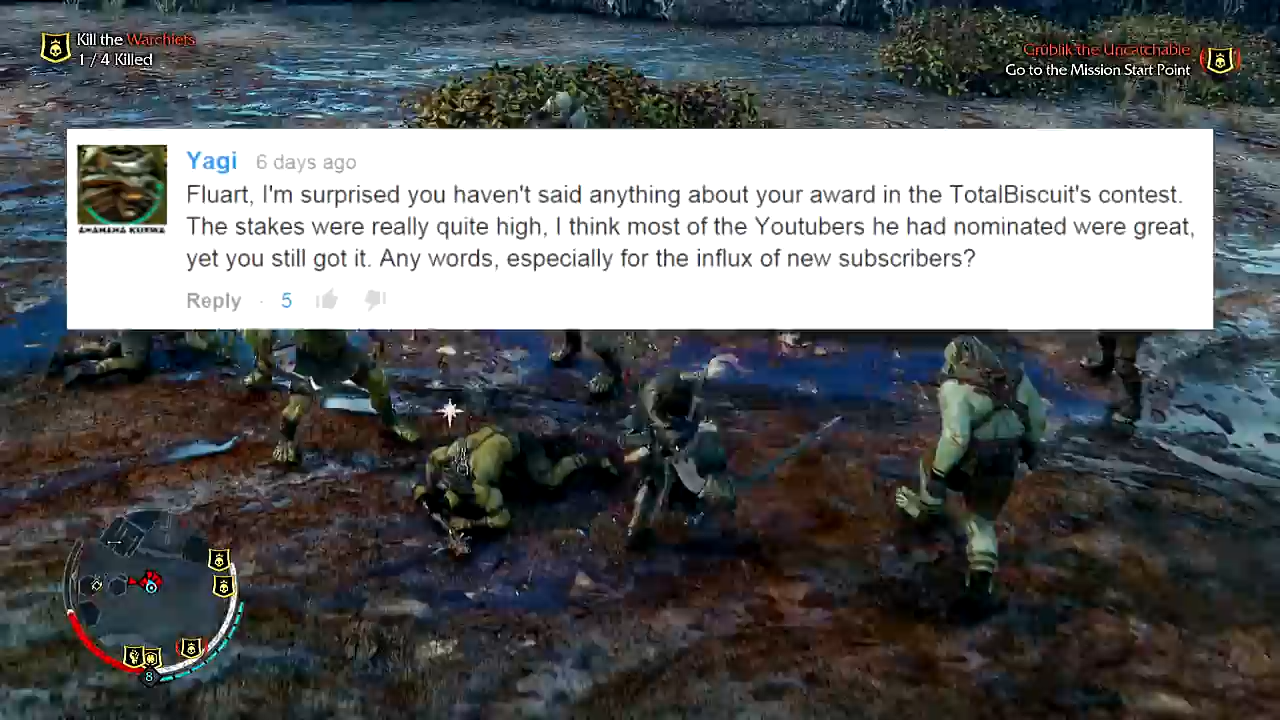 Kill the Warchiefs
1 / 4 Killed
Grublik the Uncatchable
Go to the Mission Start Point
Yagi 6 days ago
Fluart, I'm surprised you haven't said anything about your award in the TotalBiscuit's contest.
The stakes were really quite high, I think most of the Youtubers he had nominated were great,
yet you still got it. Any words, especially for the influx of new subscribers?
Reply · 5
8